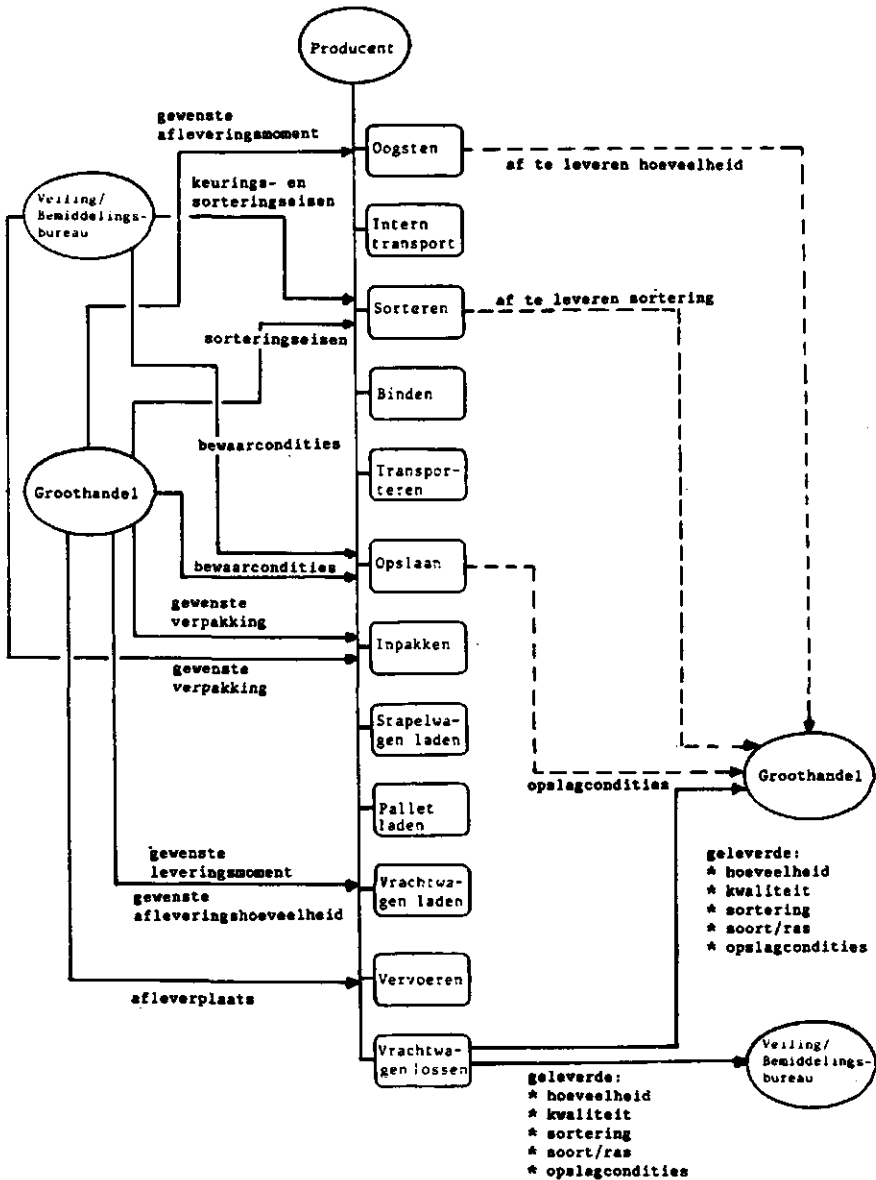 Producent
gewenste
afleveringsmoment
Oogsten
af te leveren hoeveelheid
keurings- en
sorteringseisen
Veiling/
Bemiddelings-
bureau
Intern
transport
Sorteren
af te leveren sortering
sorteringseisen
Binden
bewaarcondities
Groothandel
Transpor-
teren
Opslaan
bewaarcondities
gewenste
verpakking
Inpakken
gewenste
verpakking
Stapelwa-
gen laden
Groothandel
opslagcondities
Pallet
laden
gewenste
leveringsmoment
gewenste
afleveringshoeveelheid
Vrachtwa-
gen laden
geleverde:
* hoeveelheid
* kwaliteit
* sortering
* soort/ras
* opslagcondities
Vervoeren
afleverplaats
Vrachtwa-
gen lossen
Veiling/
Bemiddelings-
bureau
geleverde:
* hoeveelheid
* kwaliteit
* sortering
* soort/ras
* opslagcondities